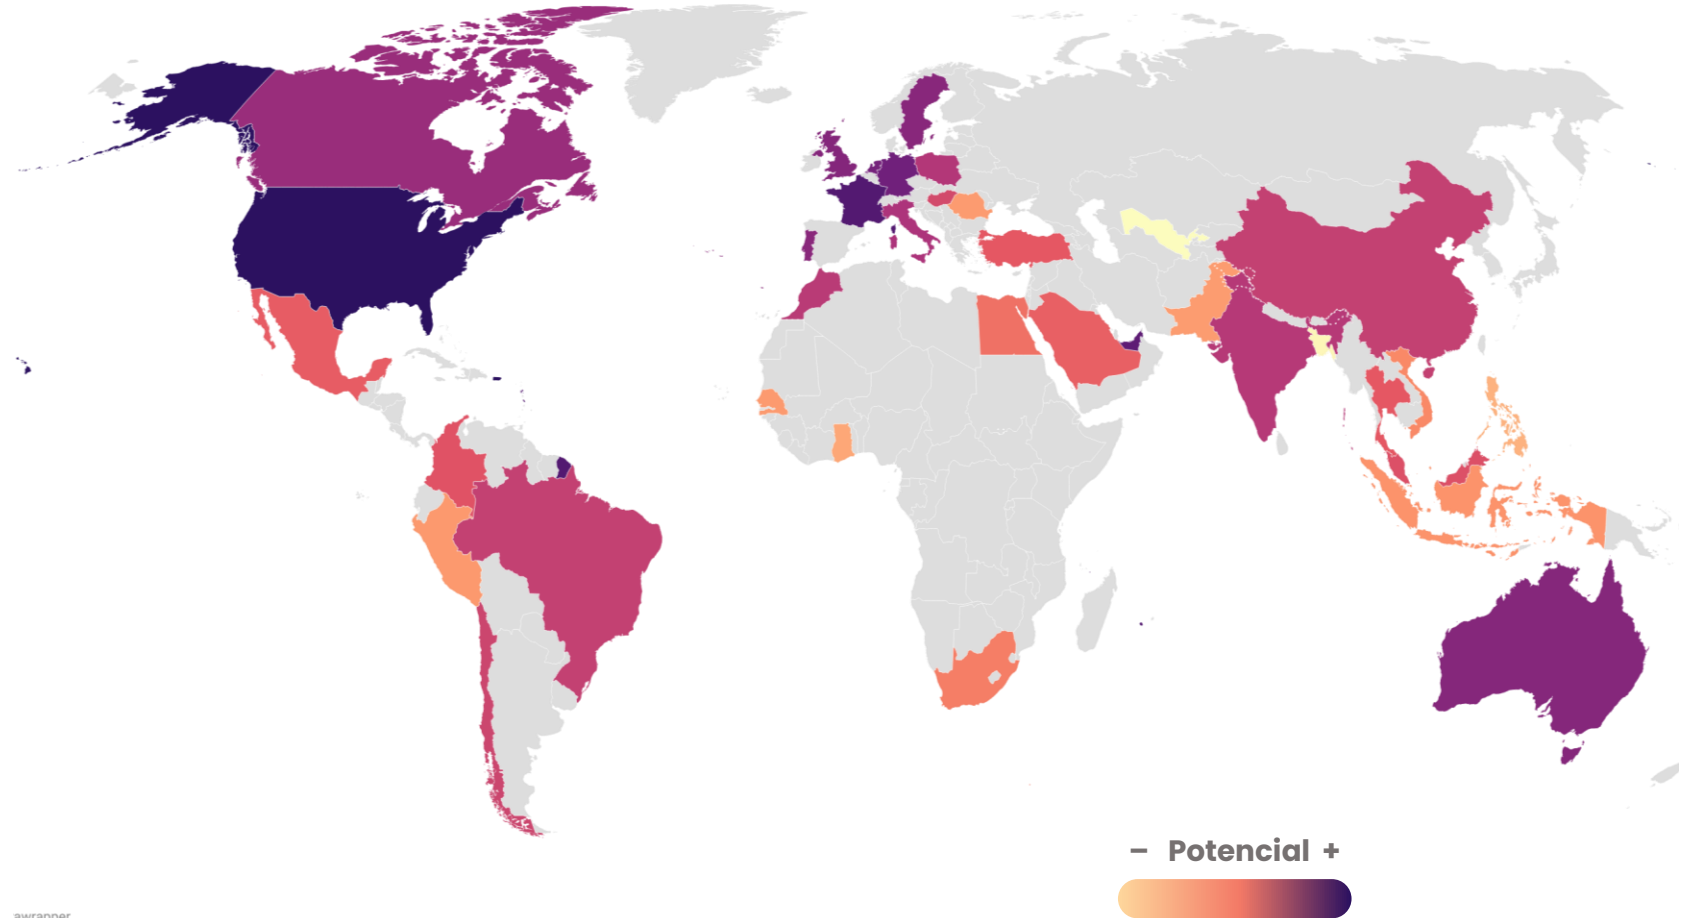 – Potencial +